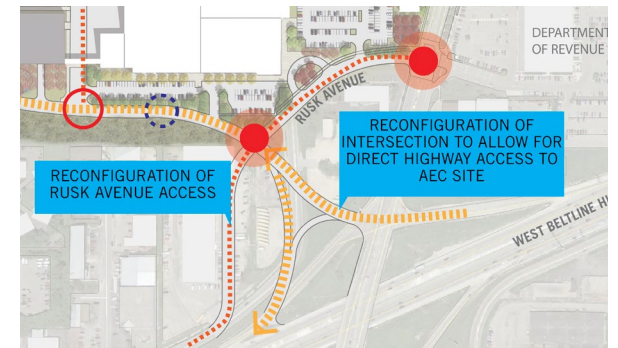 DEPARTMENT
OF REVENUE
RUSK AVENUE
RECONFIGURATION OF
INTERSECTION TO ALLOW FOR
DIRECT HIGHWAY ACCESS TO
AEC SITE
RECONFIGURATION OF
RUSK AVENUE ACCESS
WEST BELTLINE HI